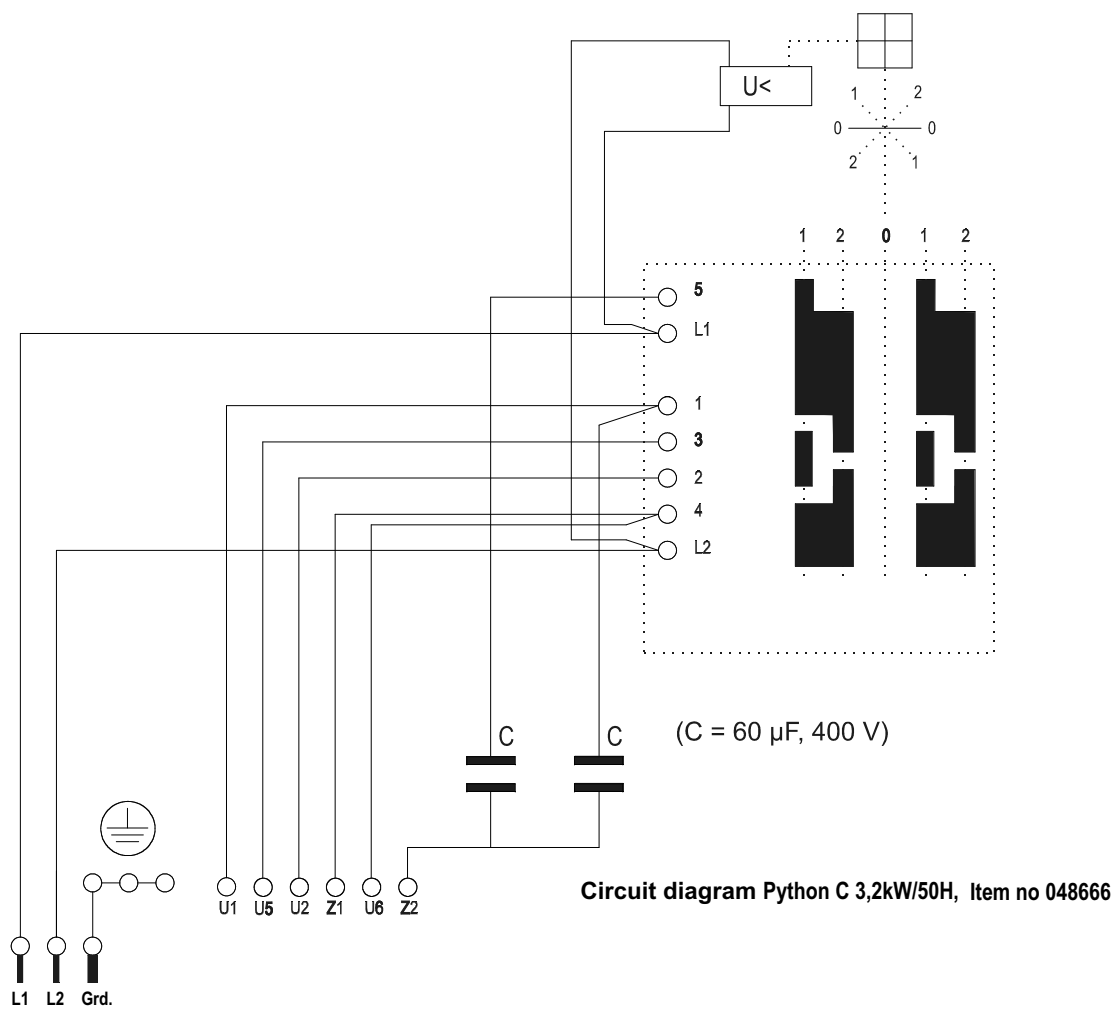 U<
1 2
0 0
2 1
1 2 0 1 2
5
L1
1
3
2
4
L2
C C (C = 60 µF, 400 V)
U1 U5 U2 Z1 U6 Z2
Circuit diagram Python C 3,2kW/50H, Item no 048666
L1 L2 Grd.